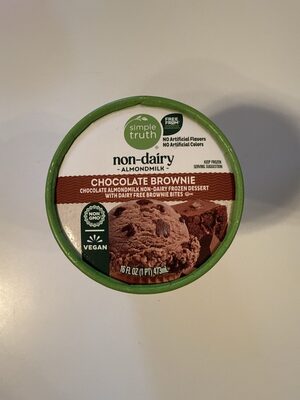 simple
truth
FREE
FROM
NO Artificial Flavors
NO Artificial Colors
KEEP FROZEN
SERVING SUGGESTION
non-dairy
ALMONDMILK
CHOCOLATE BROWNIE
CHOCOLATE ALMONDMILK NON-DAIRY FROZEN DESSERT
WITH DAIRY FREE BROWNIE BITES
NON
GMO
VEGAN
16 FL OZ (1 PT) 473mL